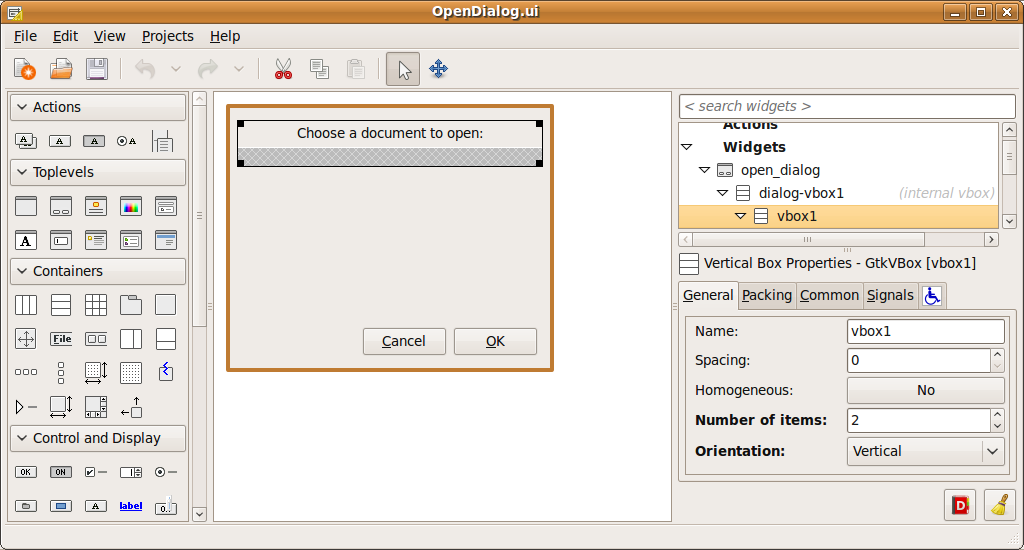 OpenDialog.ui
File Edit View Projects Help
Actions
Toplevels
A
Containers
File
Control and Display
OK ON
A label
Choose a document to open:
Cancel OK
< search widgets >
Actions
Widgets
open_dialog
dialog-vbox1 (internal vbox)
vbox1
Vertical Box Properties - GtkVBox [vbox1]
General Packing Common Signals
Name: vbox1
Spacing: 0
Homogeneous: No
Number of items: 2
Orientation: Vertical
D